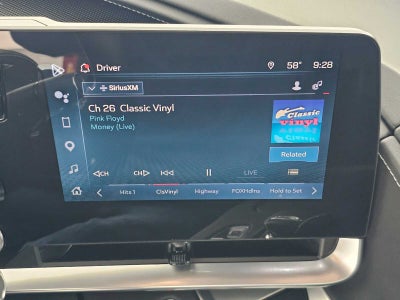 Driver
58° 9:28
SiriusXM
Ch 26 Classic Vinyl
Pink Floyd
Money (Live)
Classic
vinyl
Related
CH CH LIVE
Hits 1 ClsVinyl Highway FOXHdlns Hold to Set